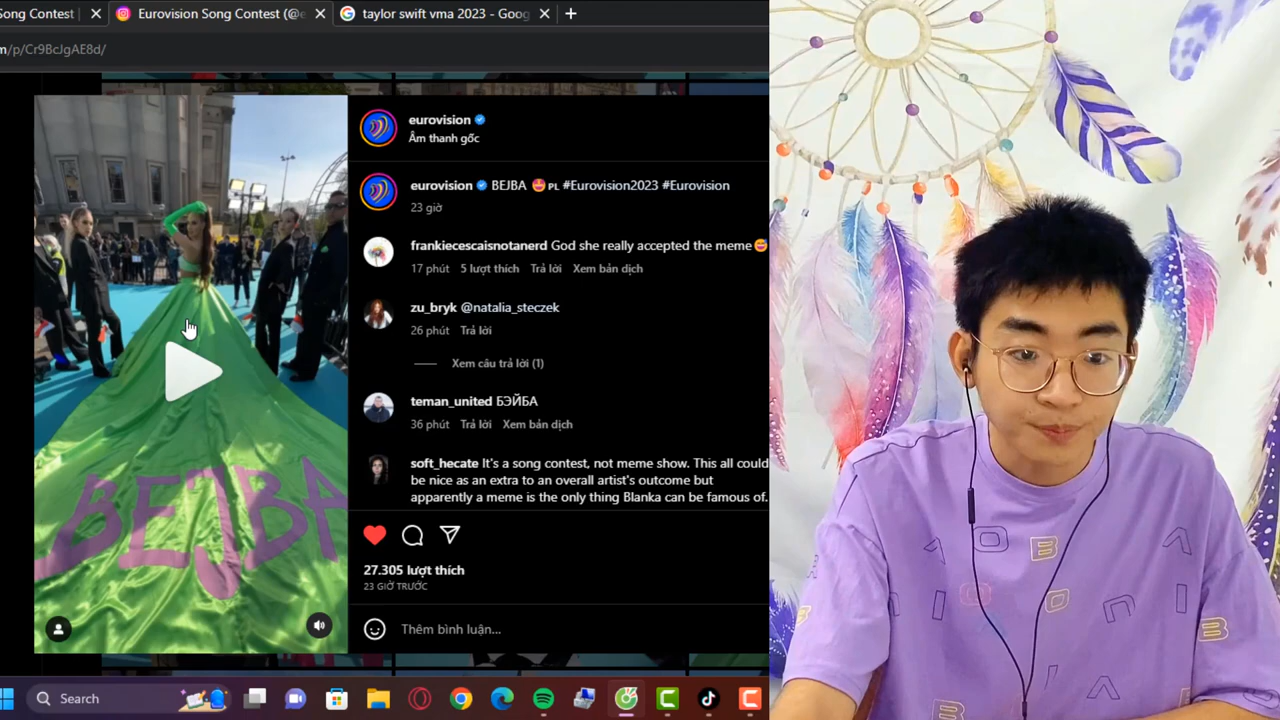 Song Contest
Eurovision Song Contest (@e
taylor swift vma 2023 - Goog
m/p/Cr9BcJgAE8d/
eurovision
Âm thanh gốc
eurovision BEJBA 🤩🇵🇱 #Eurovision2023 #Eurovision
23 giờ
frankiecescaisnotanerd God she really accepted the meme😅
17 phút 5 lượt thích Trả lời Xem bản dịch
zu_bryk @natalia_steczek
26 phút Trả lời
Xem câu trả lời (1)
teman_united БЭЙБА
36 phút Trả lời Xem bản dịch
soft_hecate It's a song contest, not meme show. This all could
be nice as an extra to an overall artist's outcome but
apparently a meme is the only thing Blanka can be famous of.
27.305 lượt thích
23 GIỜ TRƯỚC
Thêm bình luận...
BEJBA
Search